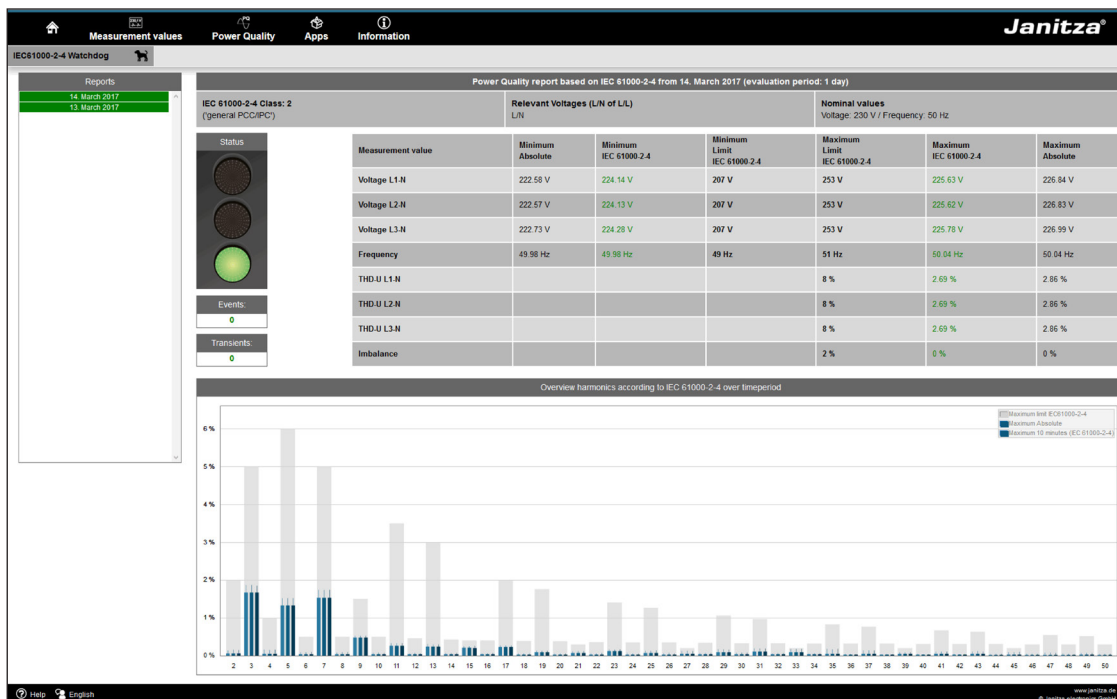 Measurement values
Power Quality
Apps
Information
Janitza®
IEC61000-2-4 Watchdog
Reports
14. March 2017
13. March 2017
Power Quality report based on IEC 61000-2-4 from 14. March 2017 (evaluation period: 1 day)
IEC 61000-2-4 Class: 2
('general PCC/IPC')
Relevant Voltages (L/N of L/L)
L/N
Nominal values
Voltage: 230 V / Frequency: 50 Hz
Status
Events:
0
Transients:
0
Measurement value
Minimum
Absolute
Minimum
IEC 61000-2-4
Minimum
Limit
IEC 61000-2-4
Maximum
Limit
IEC 61000-2-4
Maximum
IEC 61000-2-4
Maximum
Absolute
Voltage L1-N 222.58 V 224.14 V 207 V 253 V 225.63 V 226.84 V
Voltage L2-N 222.57 V 224.13 V 207 V 253 V 225.62 V 226.83 V
Voltage L3-N 222.73 V 224.28 V 207 V 253 V 225.78 V 226.99 V
Frequency 49.98 Hz 49.98 Hz 49 Hz 51 Hz 50.04 Hz 50.04 Hz
THD-U L1-N 8 % 2.69 % 2.86 %
THD-U L2-N 8 % 2.69 % 2.86 %
THD-U L3-N 8 % 2.69 % 2.86 %
Imbalance 2 % 0 % 0 %
Overview harmonics according to IEC 61000-2-4 over timeperiod
Maximum limit IEC61000-2-4
Maximum Absolute
Maximum 10 minutes (IEC 61000-2-4)
6 %
5 %
4 %
3 %
2 %
1 %
0 %
2 3 4 5 6 7 8 9 10 11 12 13 14 15 16 17 18 19 20 21 22 23 24 25 26 27 28 29 30 31 32 33 34 35 36 37 38 39 40 41 42 43 44 45 46 47 48 49 50
Help
English
www.janitza.de
© Janitza electronics GmbH